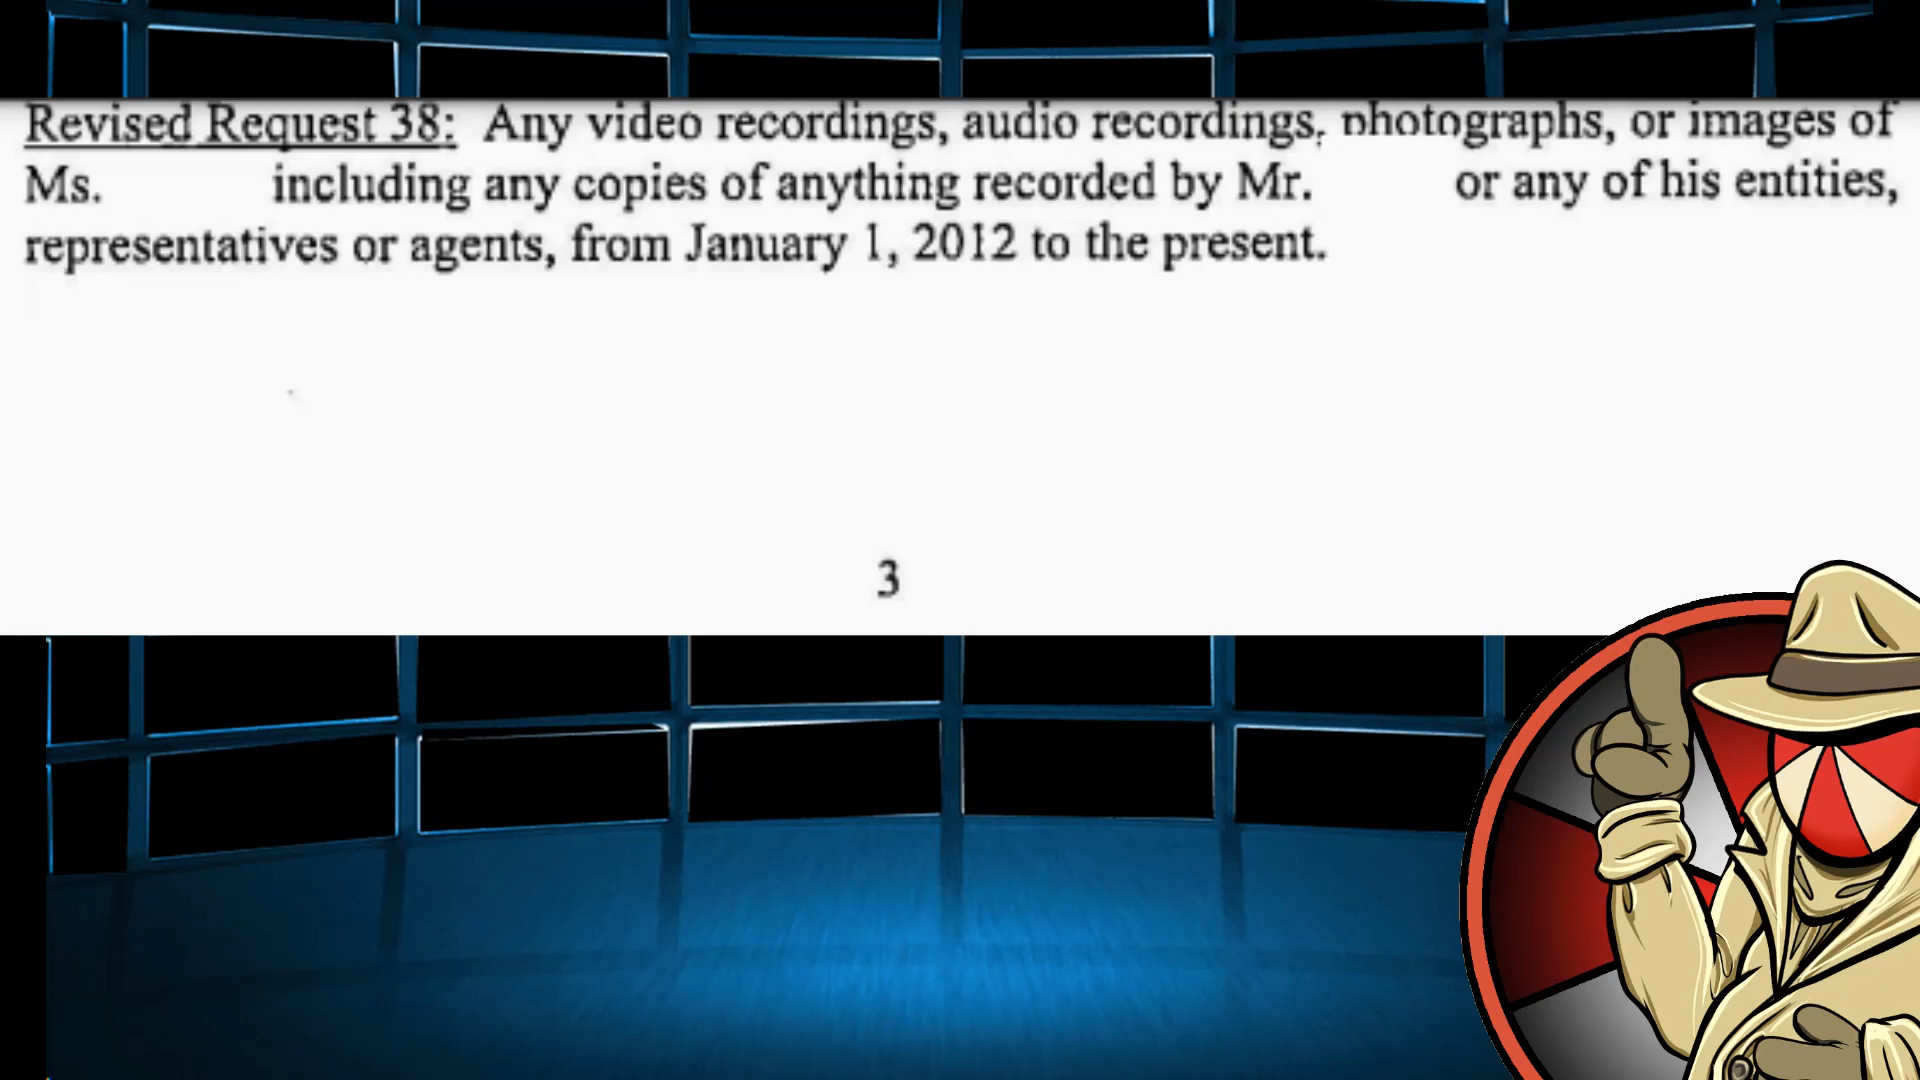 Revised Request 38: Any video recordings, audio recordings, photographs, or images of
Ms. including any copies of anything recorded by Mr. or any of his entities,
representatives or agents, from January 1, 2012 to the present.
3